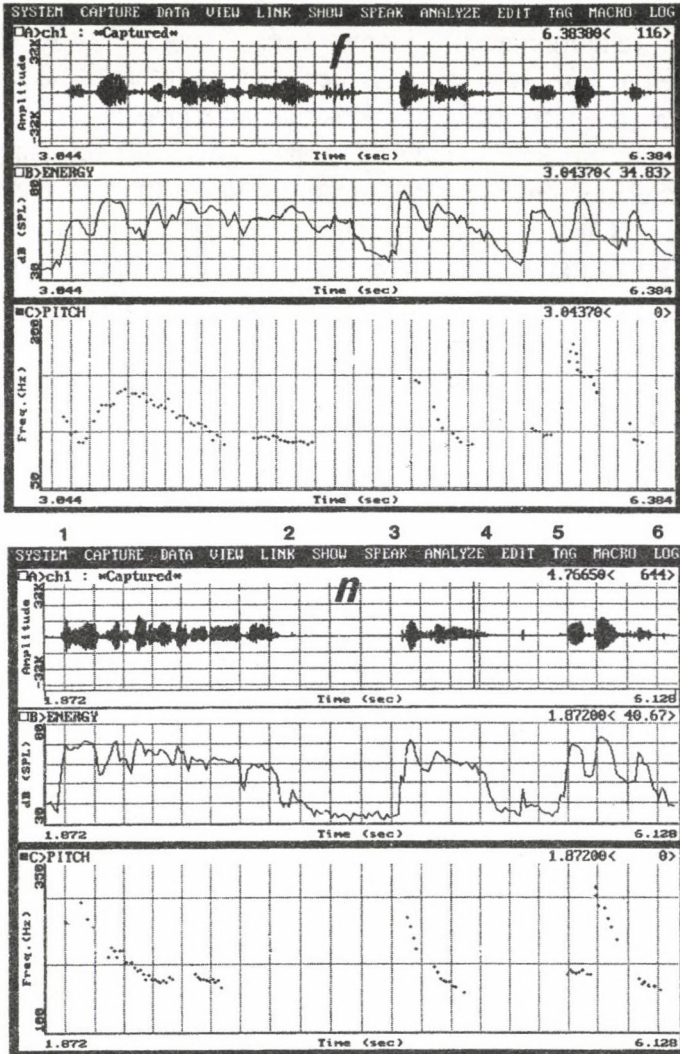 SYSTEM CAPTURE DATA VIEW LINK SHOW SPEAK ANALYZE EDIT TAG MACRO LOG
□A>ch1 : *Captured* 6.38380< 116>
32K
f
Amplitude
-32K
3.044 Time (sec) 6.384
□B>ENERGY 3.04370< 34.83>
80
dB (SPL)
30
3.044 Time (sec) 6.384
■C>PITCH 3.04370< 0>
200
Freq.(Hz)
50
3.044 Time (sec) 6.384
1 2 3 4 5 6
SYSTEM CAPTURE DATA VIEW LINK SHOW SPEAK ANALYZE EDIT TAG MACRO LOG
□A>ch1 : *Captured* 4.76650< 644>
32K
n
Amplitude
-32K
1.872 Time (sec) 6.128
□B>ENERGY 1.87200< 40.67>
80
dB (SPL)
30
1.872 Time (sec) 6.128
■C>PITCH 1.87200< 0>
350
Freq.(Hz)
100
1.872 Time (sec) 6.128